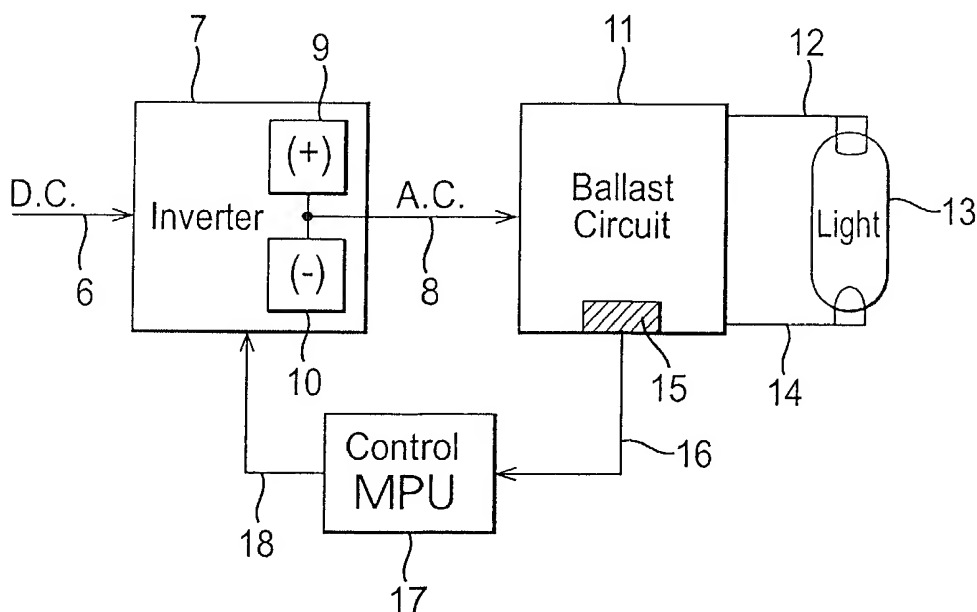 7
9
11
12
(+)
D.C.
Inverter
A.C.
Ballast
Circuit
Light
13
6
(-)
8
10
15
14
Control
MPU
16
18
17